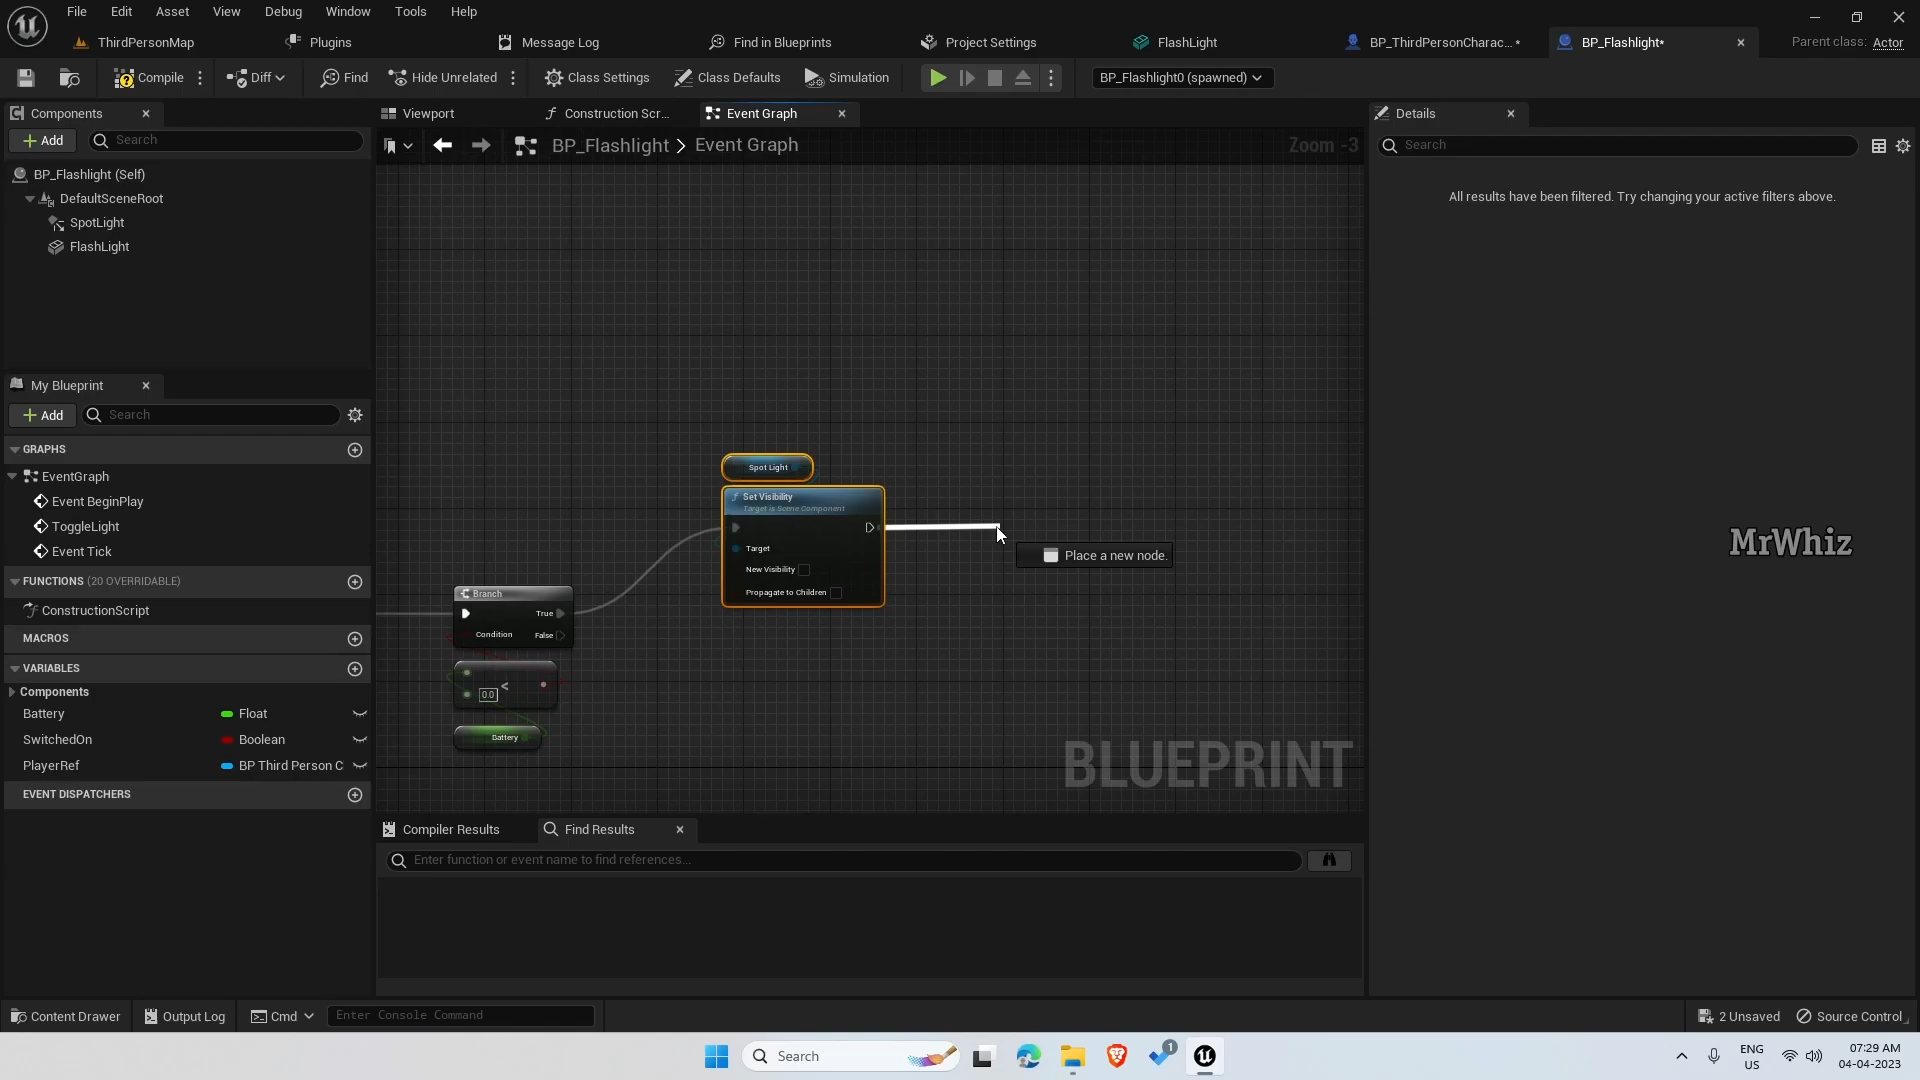 File Edit Asset View Debug Window Tools Help
ThirdPersonMap Plugins Message Log Find in Blueprints Project Settings FlashLight BP_ThirdPersonCharac...* BP_Flashlight* Parent class: Actor
Compile Diff Find Hide Unrelated Class Settings Class Defaults Simulation BP_Flashlight0 (spawned)
Components Viewport Construction Scr... Event Graph Details
Add Search BP_Flashlight > Event Graph Zoom -3 Search
BP_Flashlight (Self)
All results have been filtered. Try changing your active filters above.
DefaultSceneRoot
SpotLight
FlashLight
My Blueprint
Add Search
GRAPHS
EventGraph
Event BeginPlay
ToggleLight
Event Tick
FUNCTIONS (20 OVERRIDABLE)
ConstructionScript
MACROS
VARIABLES
Components
Battery Float
SwitchedOn Boolean
PlayerRef BP Third Person C
EVENT DISPATCHERS
Spot Light
Set Visibility
Target is Scene Component
Target
New Visibility
Propagate to Children
Place a new node.
Branch
True
Condition False
0.0 <
Battery
MrWhiz
BLUEPRINT
Compiler Results Find Results
Enter function or event name to find references...
Content Drawer Output Log Cmd Enter Console Command 2 Unsaved Source Control
Search 1 ENG US 07:29 AM
04-04-2023